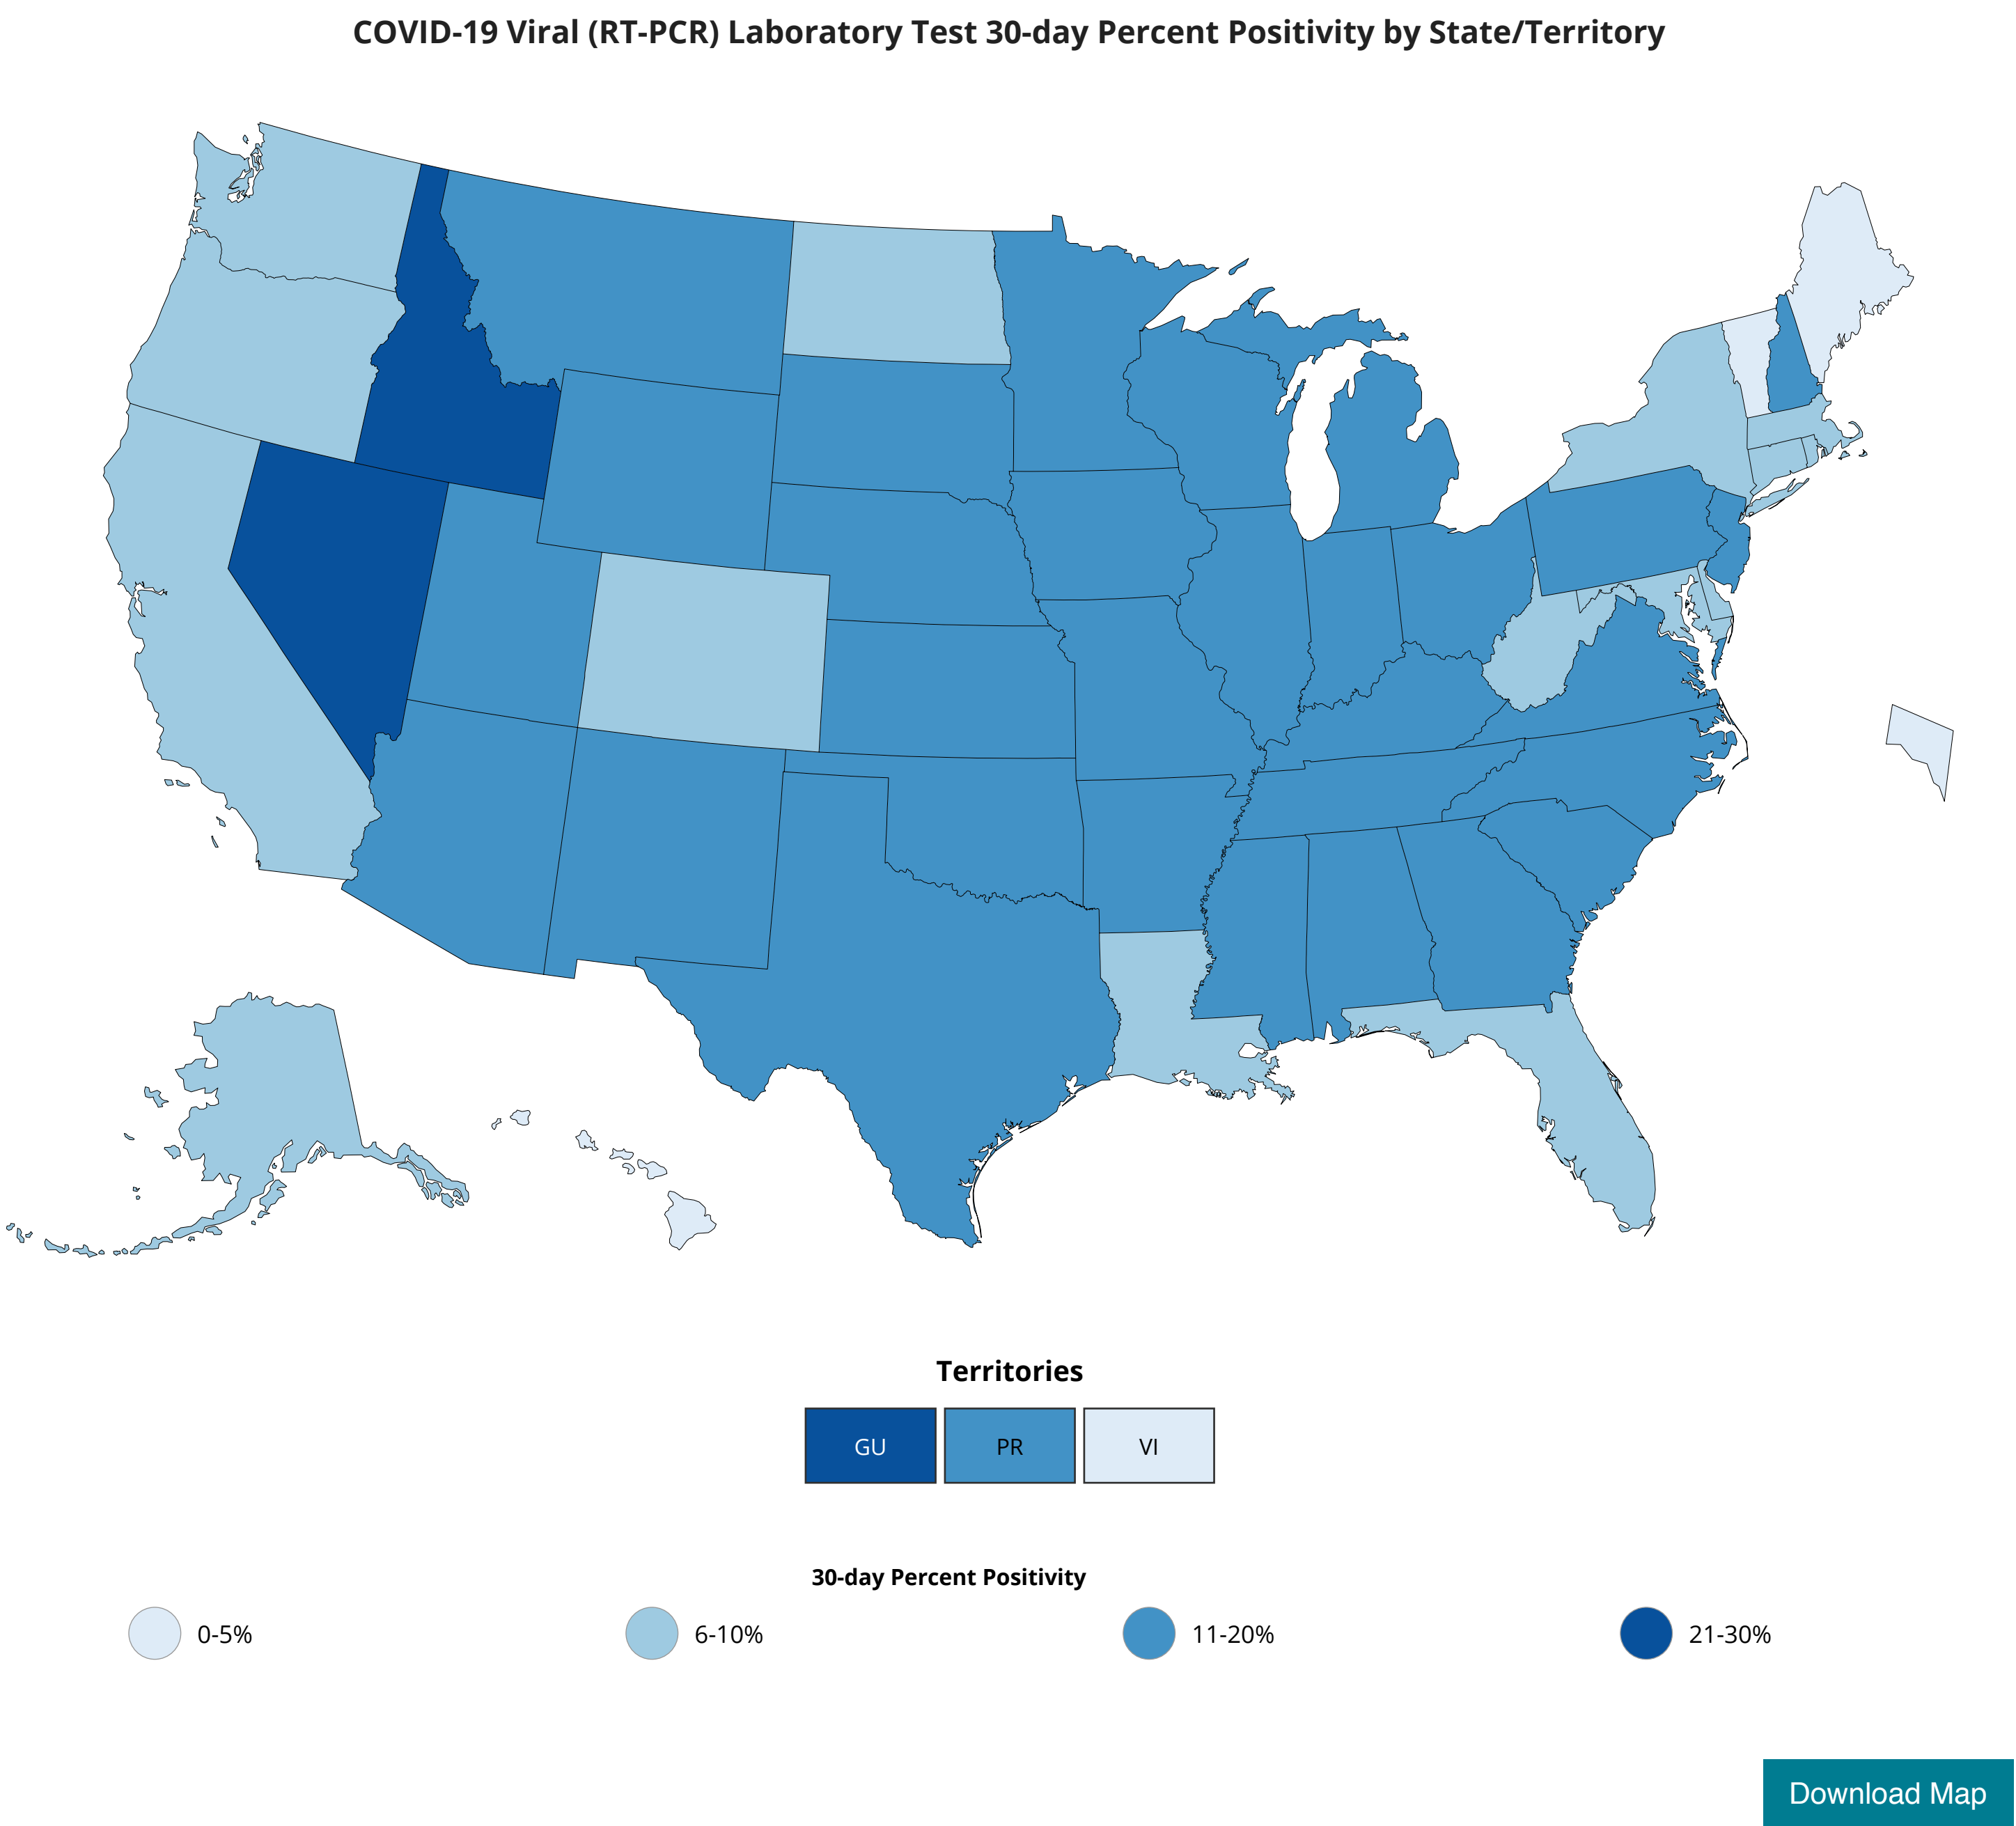 COVID-19 Viral (RT-PCR) Laboratory Test 30-day Percent Positivity by State/Territory
Territories
GU PR VI
30-day Percent Positivity
0-5% 6-10% 11-20% 21-30%
Download Map